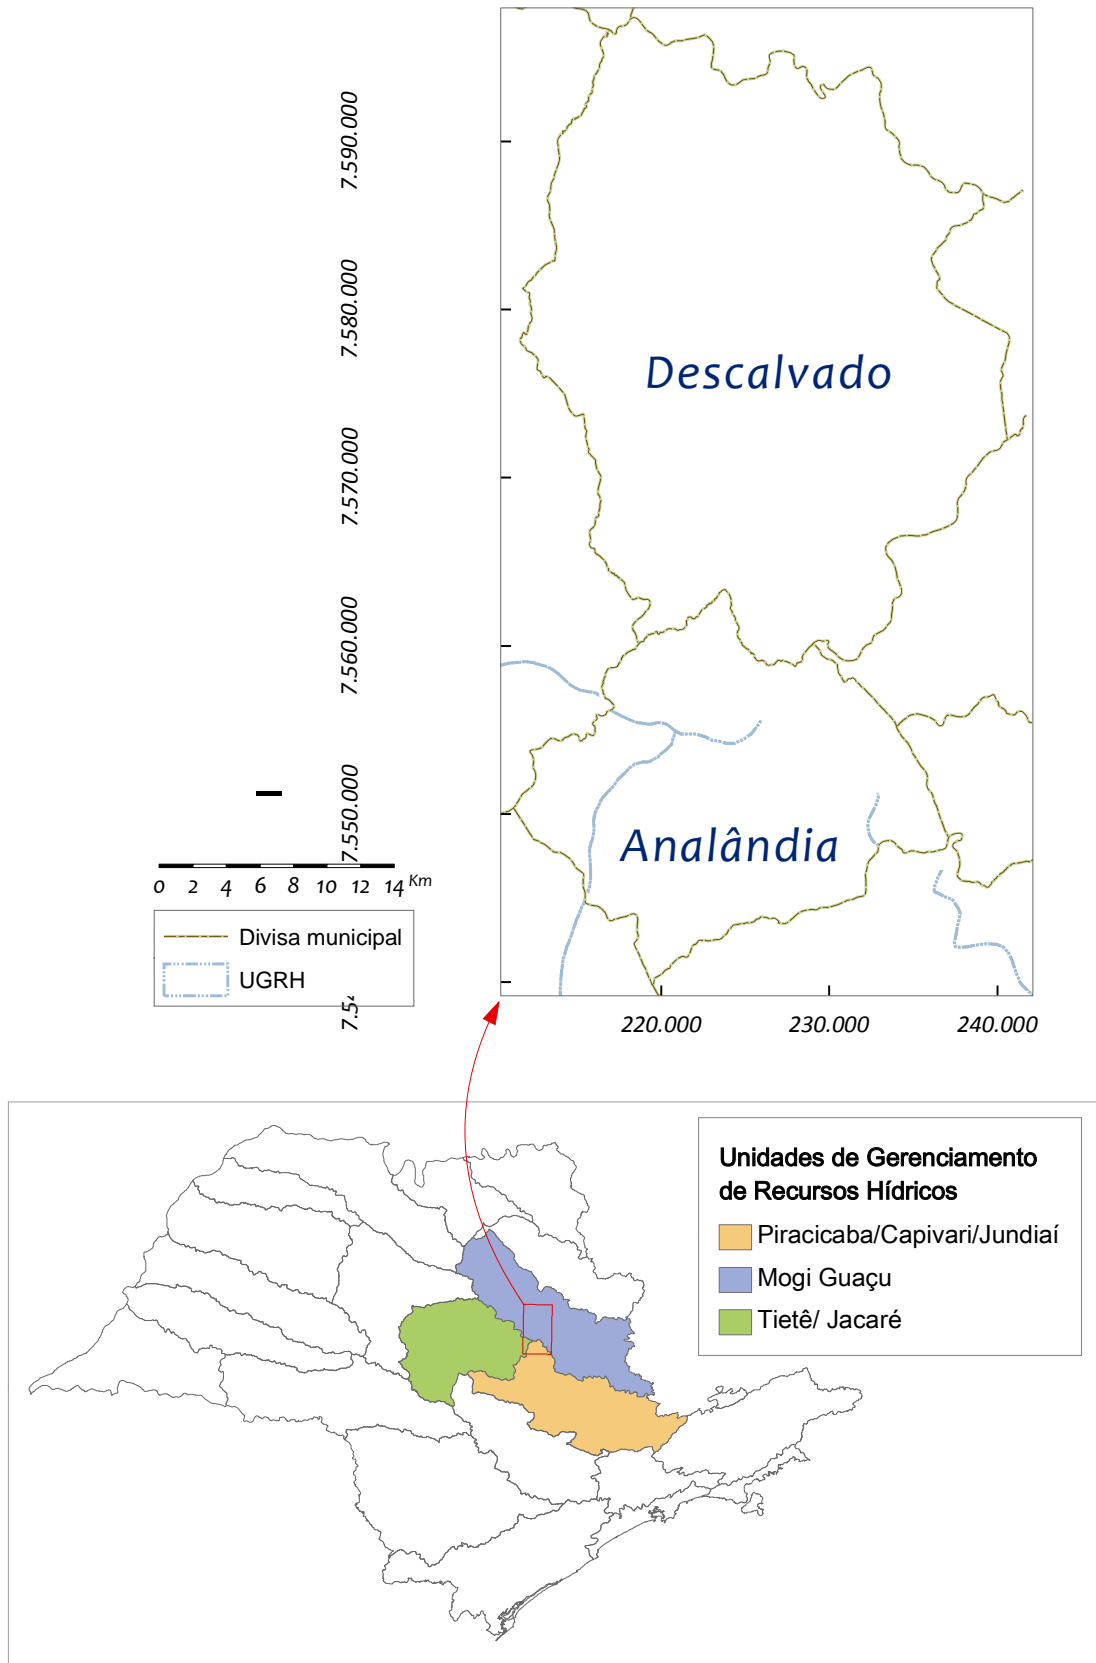 7.590.000
7.580.000
Descalvado
7.570.000
7.560.000
7.550.000
Analândia
0 2 4 6 8 10 12 14 Km
Divisa municipal
UGRH
220.000 230.000 240.000
Unidades de Gerenciamento
de Recursos Hídricos
Piracicaba/Capivari/Jundiaí
Mogi Guaçu
Tietê/ Jacaré